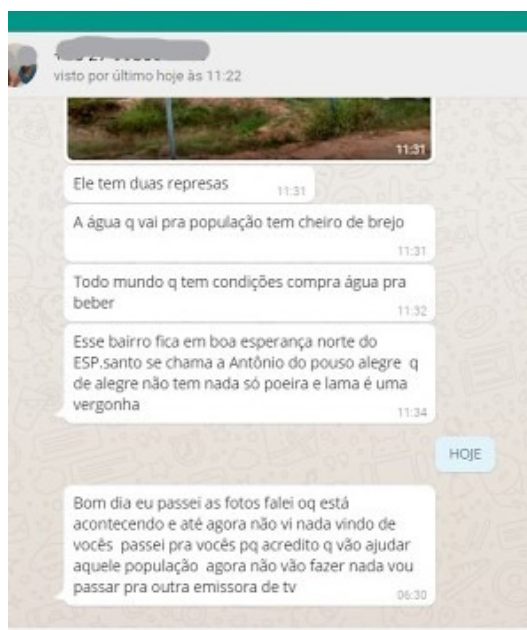 visto por último hoje às 11:22
11:31
Ele tem duas represas
11:31
A água q vai pra população tem cheiro de brejo
11:31
Todo mundo q tem condições compra água pra
beber
11:32
Esse bairro fica em boa esperança norte do
ESP.santo se chama a Antônio do pouso alegre q
de alegre não tem nada só poeira e lama é uma
vergonha
11:34
HOJE
Bom dia eu passei as fotos falei oq está
acontecendo e até agora não vi nada vindo de
vocês passei pra vocês pq acredito q vão ajudar
aquele população agora não vão fazer nada vou
passar pra outra emissora de tv
06:30